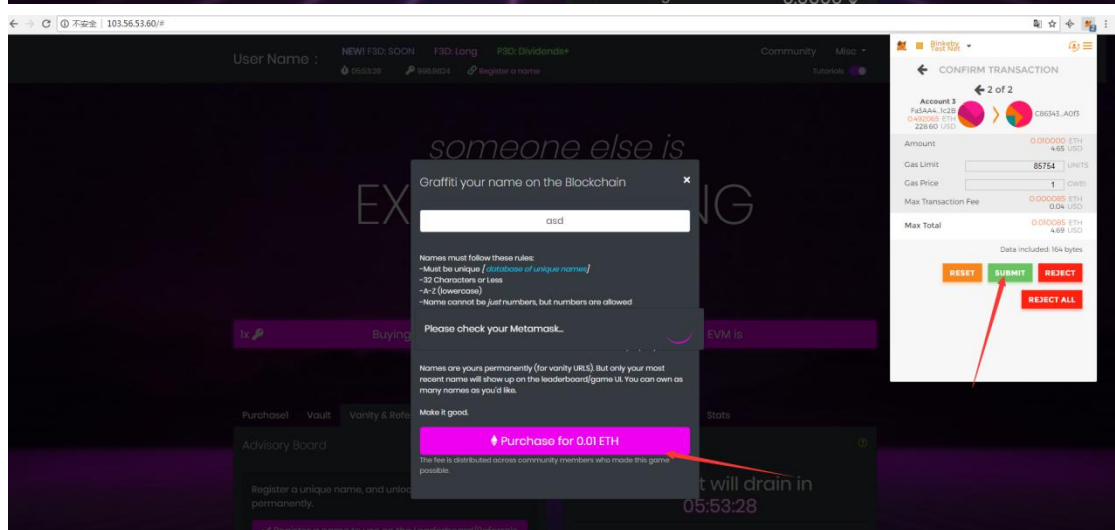 不安全 | 103.56.53.60/#
User Name :
NEW! F3D: SOON
F3D: Long
P3D: Dividends+
Community
Misc
05:53:28
Register a name
Tutorials
someone else is
EX
NG
Graffiti your name on the Blockchain
×
asd
Names must follow these rules:
-Must be unique [database of unique names]
-32 Characters or Less
-A-Z (lowercase)
-Name cannot be just numbers, but numbers are allowed
Please check your Metamask...
1x
Buying
EVM is
Names are yours permanently (for vanity URLS). But only your most
recent name will show up on the leaderboard/game UI. You can own as
many names as you'd like.
Make it good.
Purchase for 0.01 ETH
The fee is distributed across community members who made this game
possible.
Purchase1
Vault
Vanity & Refe
Stats
Advisory Board
Register a unique name, and unloc
permanently.
t will drain in
05:53:28
Test Net
CONFIRM TRANSACTION
2 of 2
Account 3
Fa3AA4...1c2B
0.492065 ETH
228.60 USD
C86343...A0f3
Amount
0.010000 ETH
4.65 USD
Gas Limit
85754 UNITS
Gas Price
1 GWEI
Max Transaction Fee
0.000085 ETH
0.04 USD
Max Total
0.010085 ETH
4.69 USD
Data included: 164 bytes
RESET
SUBMIT
REJECT
REJECT ALL